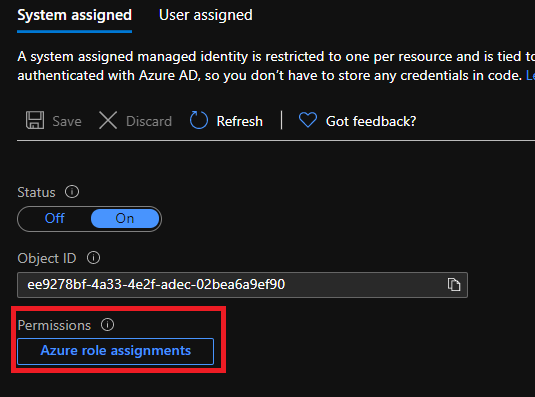 System assigned User assigned
A system assigned managed identity is restricted to one per resource and is tied to
authenticated with Azure AD, so you don't have to store any credentials in code.
Save Discard Refresh Got feedback?
Status
Off On
Object ID
ee9278bf-4a33-4e2f-adec-02bea6a9ef90
Permissions
Azure role assignments